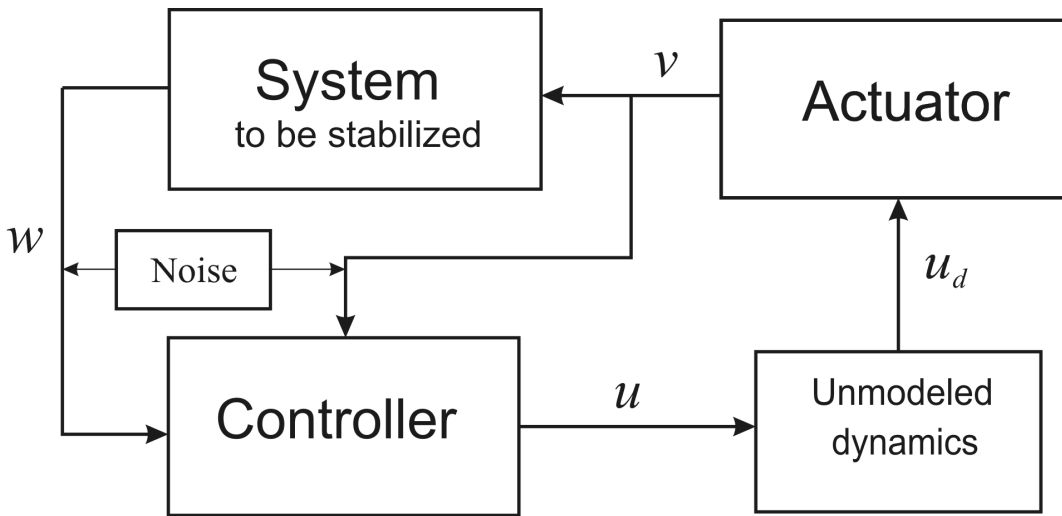 System
to be stabilized
v
Actuator
w
Noise
u_d
Controller
u
Unmodeled
dynamics